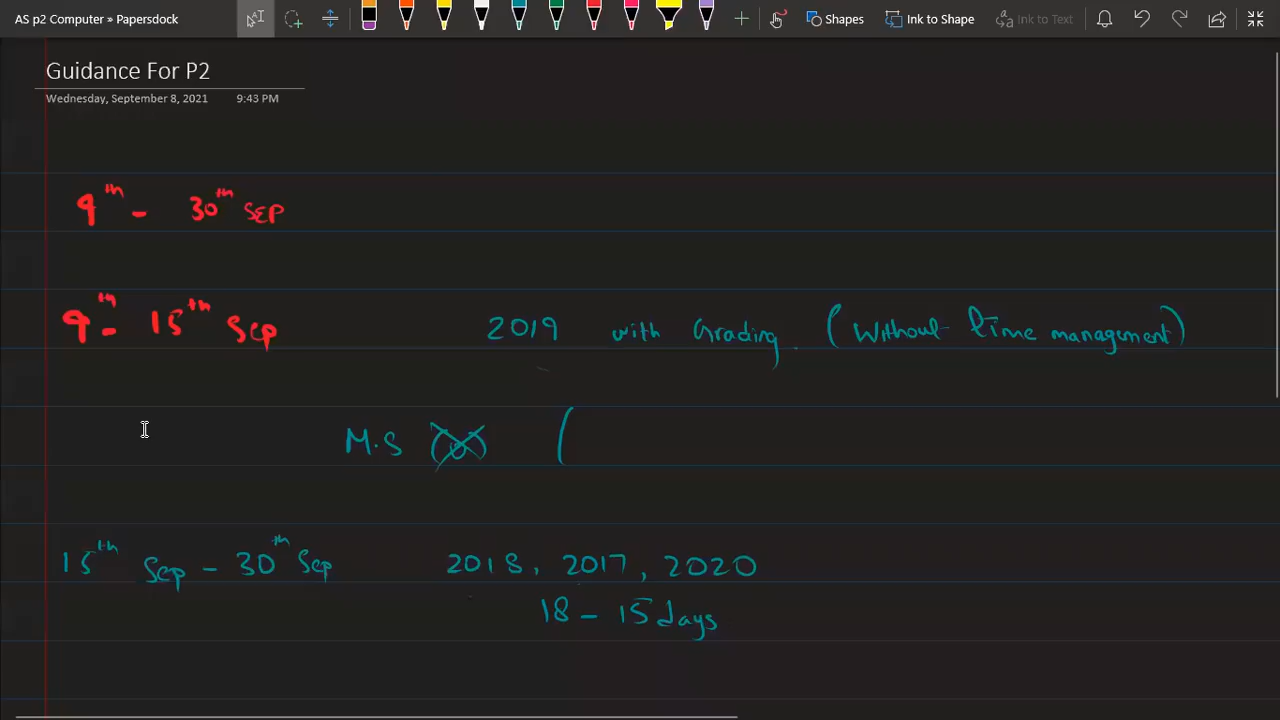 AS p2 Computer » Papersdock
Shapes
Ink to Shape
Ink to Text
Guidance For P2
Wednesday, September 8, 2021 9:43 PM
9th - 30th SEP
9th - 15th Sep 2019 with Grading. (Without time management)
M.S (
15th Sep - 30th Sep 2018, 2017, 2020
18 - 15 days